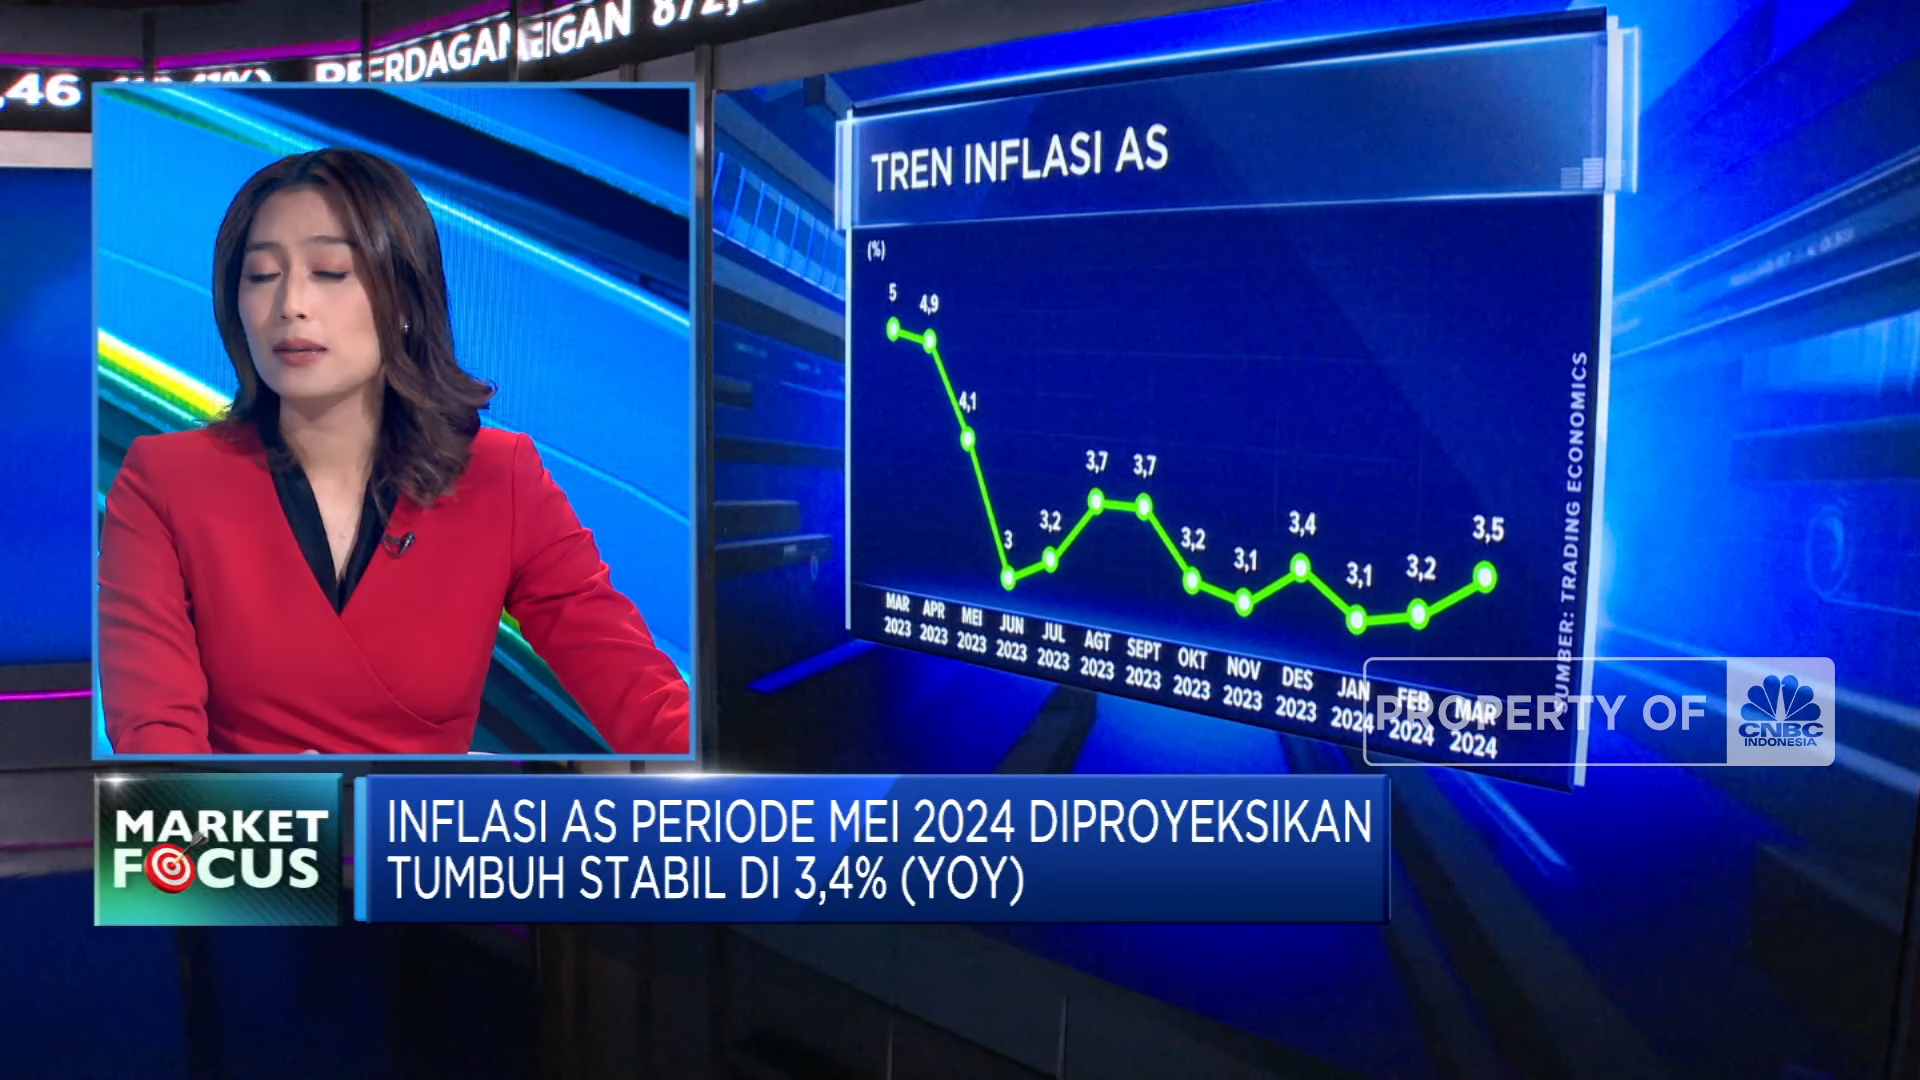 ,46
PERDAGAN
GAN
TREN INFLASI AS
(%)
5
4,9
4,1
3
3,2
3,7
3,7
3,2
3,1
3,4
3,1
3,2
3,5
MAR 2023
APR 2023
MEI 2023
JUN 2023
JUL 2023
AGT 2023
SEPT 2023
OKT 2023
NOV 2023
DES 2023
JAN 2024
FEB 2024
MAR 2024
SUMBER: TRADING ECONOMICS
PROPERTY OF
CNBC
INDONESIA
MARKET
FOCUS
INFLASI AS PERIODE MEI 2024 DIPROYEKSIKAN
TUMBUH STABIL DI 3,4% (YOY)